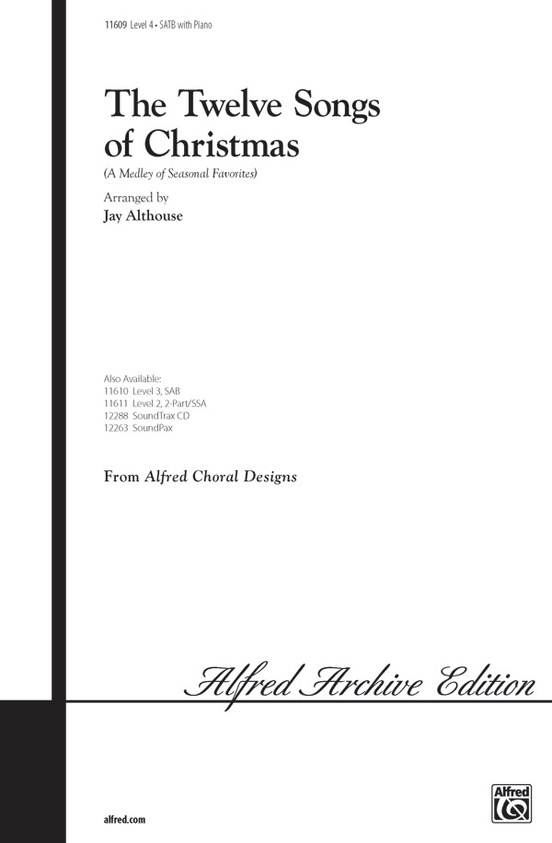 11609 Level 4 • SATB with Piano
The Twelve Songs
of Christmas
(A Medley of Seasonal Favorites)
Arranged by
Jay Althouse
Also Available:
11610 Level 3, SAB
11611 Level 2, 2-Part/SSA
12288 SoundTrax CD
12263 SoundPax
From Alfred Choral Designs
Alfred Archive Edition
alfred.com
Alfred